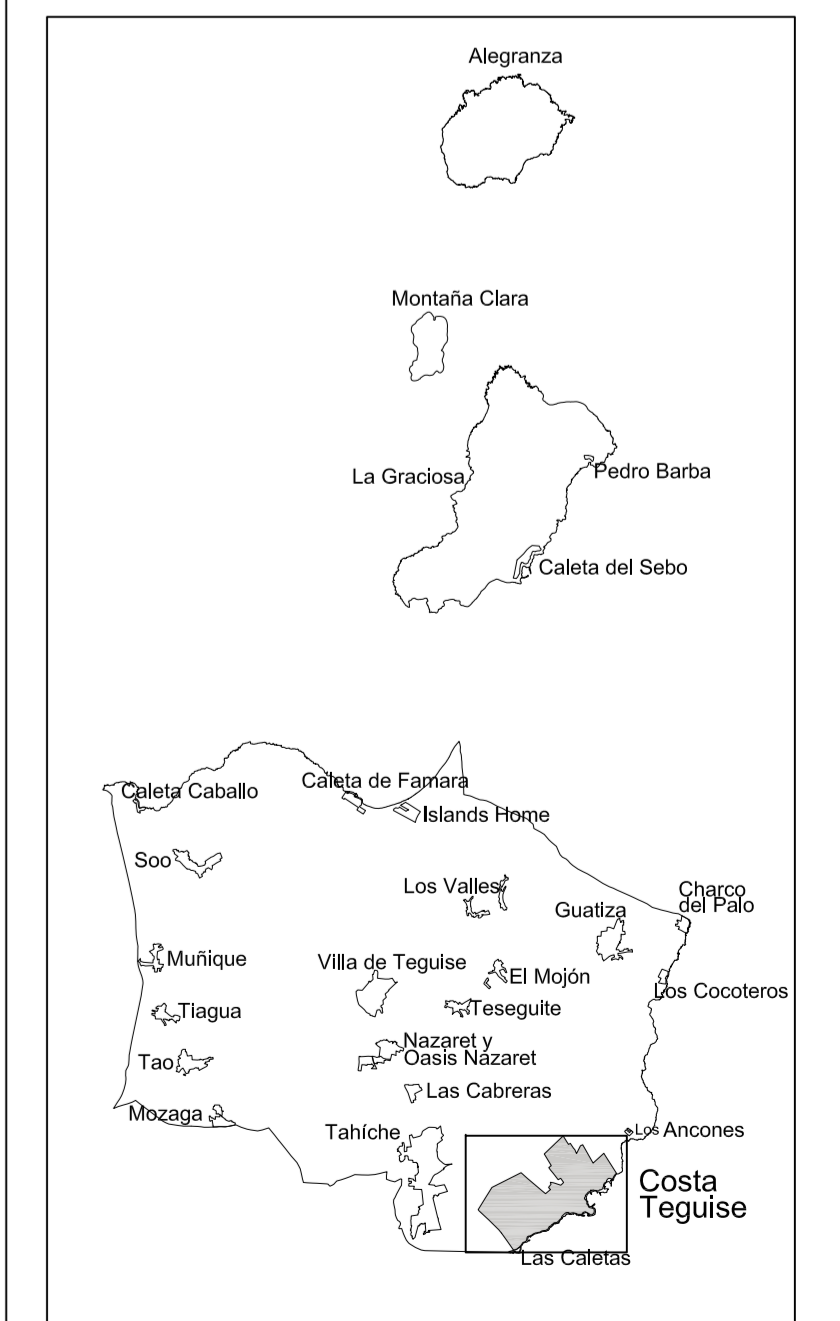 Alegranza
Montaña Clara
La Graciosa
Pedro Barba
Caleta del Sebo
Caleta de Famara
Caleta Caballo
Islands Home
Soo
Los Valles
Charco
del Palo
Guatiza
Muñique
Villa de Teguise
El Mojón
Los Cocoteros
Tiagua
Teseguite
Nazaret y
Oasis Nazaret
Tao
Las Cabreras
Mozaga
Tahíche
Los Ancones
Costa
Teguise
Las Caletas